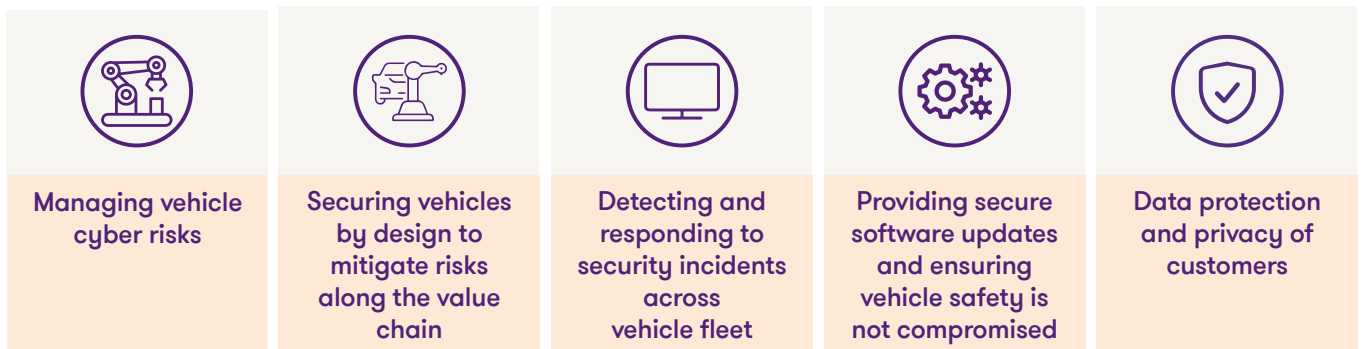 Managing vehicle
cyber risks
Securing vehicles
by design to
mitigate risks
along the value
chain
Detecting and
responding to
security incidents
across
vehicle fleet
Providing secure
software updates
and ensuring
vehicle safety is
not compromised
Data protection
and privacy of
customers